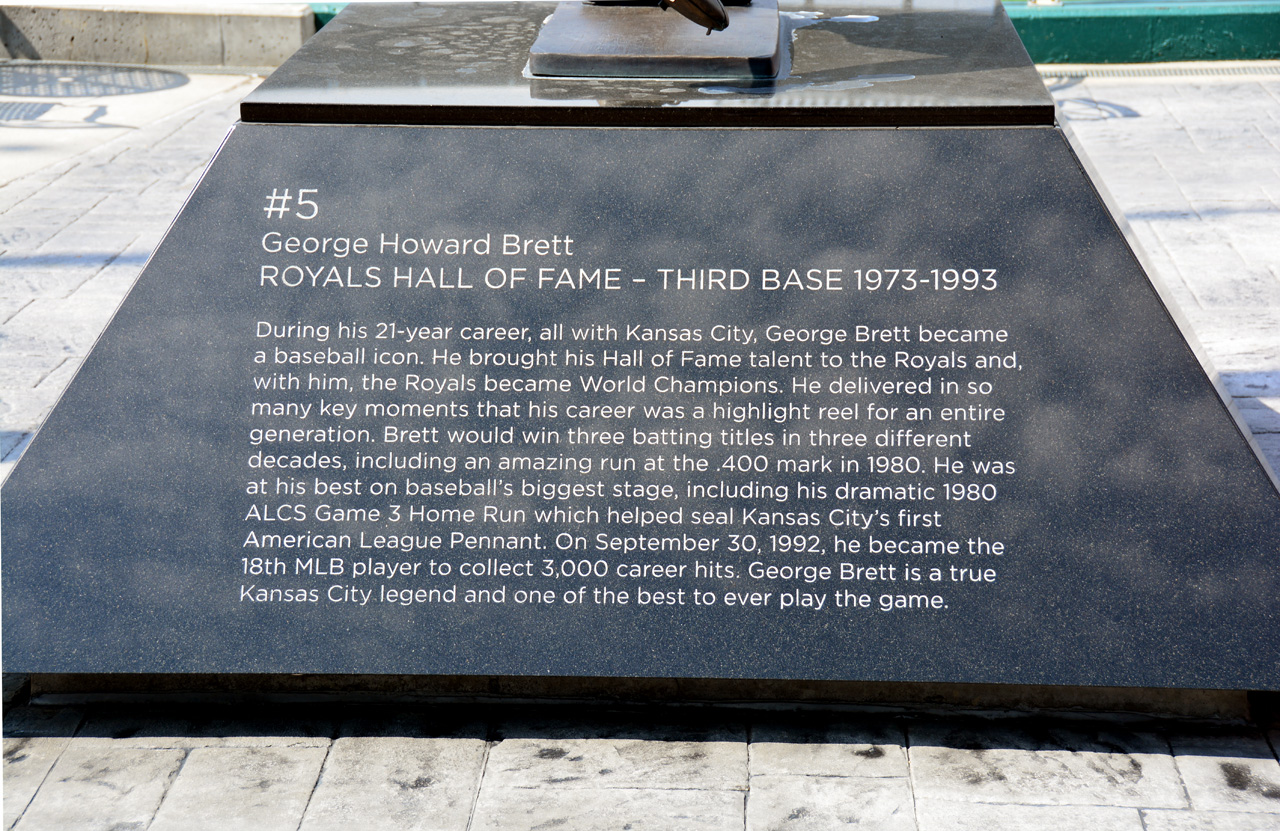 #5
George Howard Brett
ROYALS HALL OF FAME – THIRD BASE 1973-1993
During his 21-year career, all with Kansas City, George Brett became
a baseball icon. He brought his Hall of Fame talent to the Royals and,
with him, the Royals became World Champions. He delivered in so
many key moments that his career was a highlight reel for an entire
generation. Brett would win three batting titles in three different
decades, including an amazing run at the .400 mark in 1980. He was
at his best on baseball's biggest stage, including his dramatic 1980
ALCS Game 3 Home Run which helped seal Kansas City's first
American League Pennant. On September 30, 1992, he became the
18th MLB player to collect 3,000 career hits. George Brett is a true
Kansas City legend and one of the best to ever play the game.